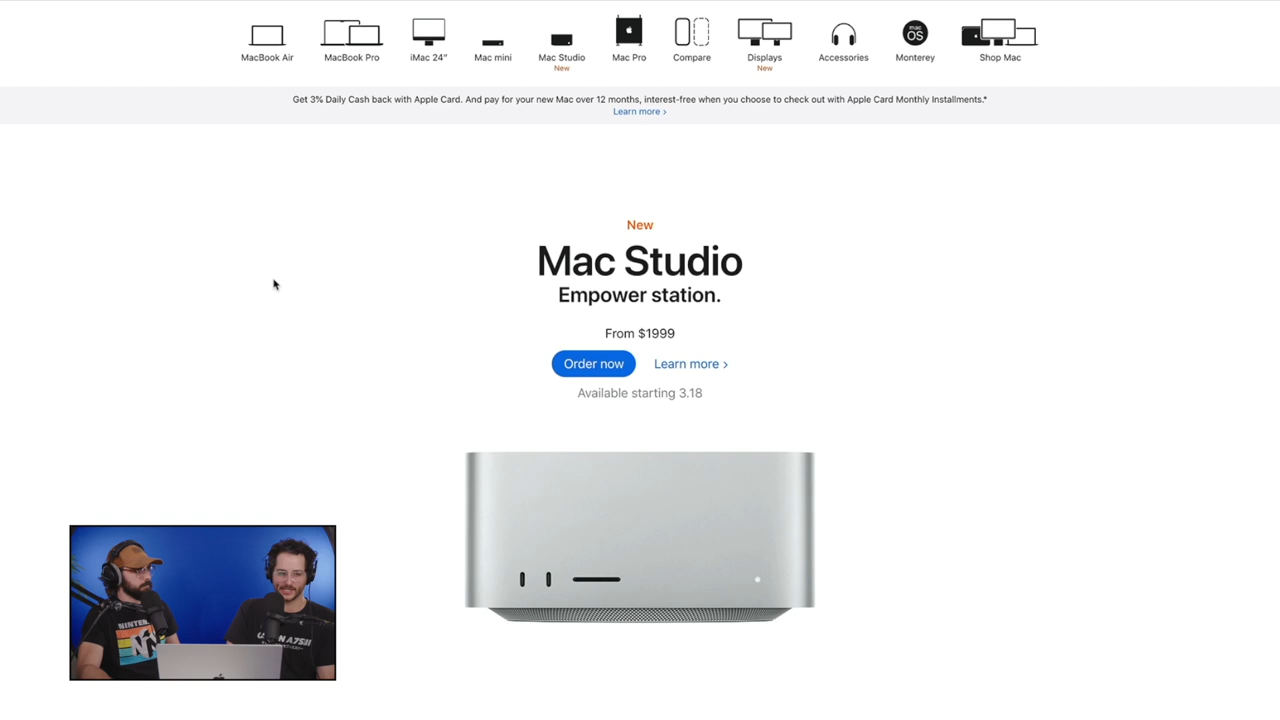 MacBook Air
MacBook Pro
iMac 24"
Mac mini
Mac Studio
New
Mac Pro
Compare
Displays
New
Accessories
macOS
Monterey
Shop Mac
Get 3% Daily Cash back with Apple Card. And pay for your new Mac over 12 months, interest-free when you choose to check out with Apple Card Monthly Installments.*
Learn more >
New
Mac Studio
Empower station.
From $1999
Order now
Learn more >
Available starting 3.18